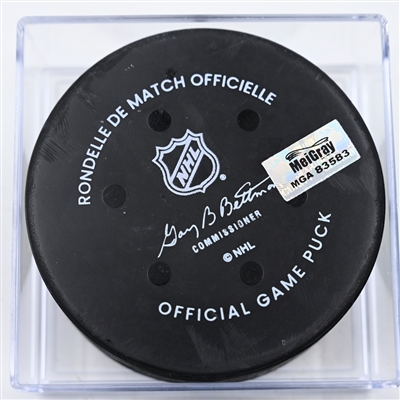 RONDELLE DE MATCH OFFICIELLE
NHL
MeiGray
MGA 83583
Gary B Bettman
COMMISSIONER
©NHL
OFFICIAL GAME PUCK